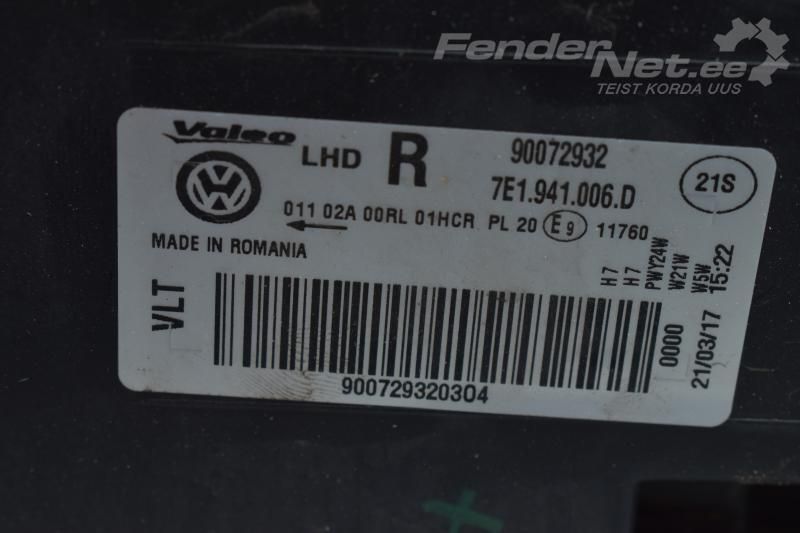 FenderNet.ee
TEIST KORDA UUS
Valeo
LHD R 90072932
7E1.941.006.D
21S
011 02A 00RL 01HCR PL 20 E9 11760
MADE IN ROMANIA
VLT
H7
H7
PWY24W
W21W
W5W
15:22
0000
21/03/17
900729320304